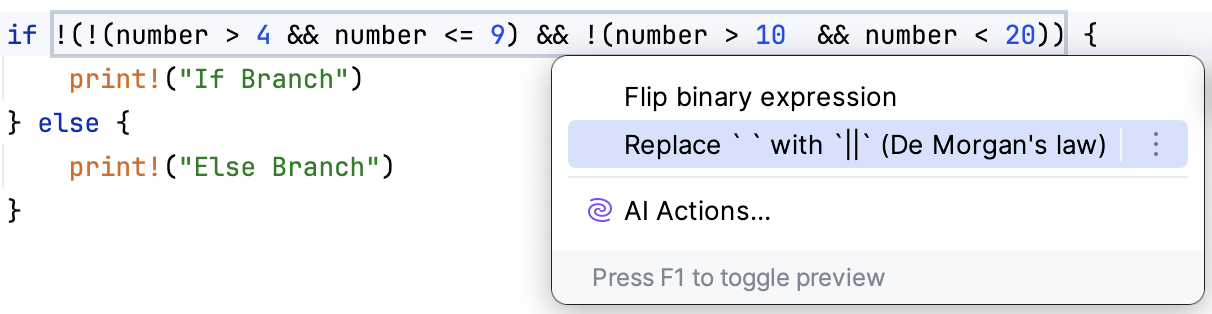 if !(!(number > 4 && number <= 9) && !(number > 10  && number < 20)) {
    print!("If Branch")
} else {
    print!("Else Branch")
}
Flip binary expression
Replace ` ` with `||` (De Morgan's law)
AI Actions...
Press F1 to toggle preview